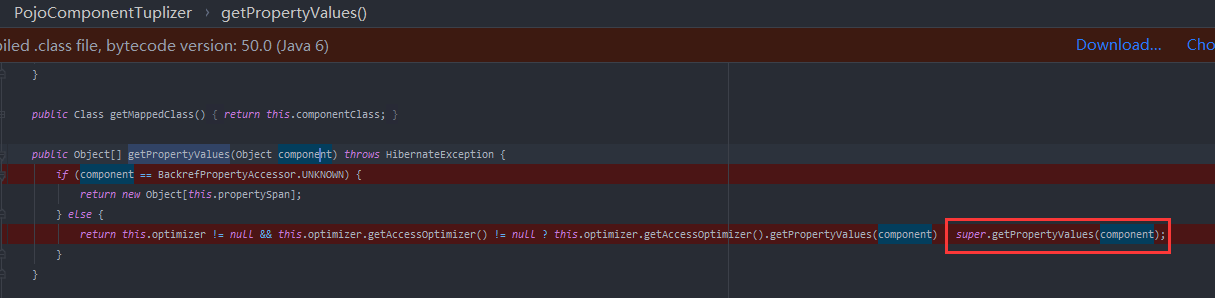 PojoComponentTuplizer › getPropertyValues()
iled .class file, bytecode version: 50.0 (Java 6) Download... Cho
}
public Class getMappedClass() { return this.componentClass; }
public Object[] getPropertyValues(Object component) throws HibernateException {
if (component == BackrefPropertyAccessor.UNKNOWN) {
return new Object[this.propertySpan];
} else {
return this.optimizer != null && this.optimizer.getAccessOptimizer() != null ? this.optimizer.getAccessOptimizer().getPropertyValues(component) super.getPropertyValues(component);
}
}